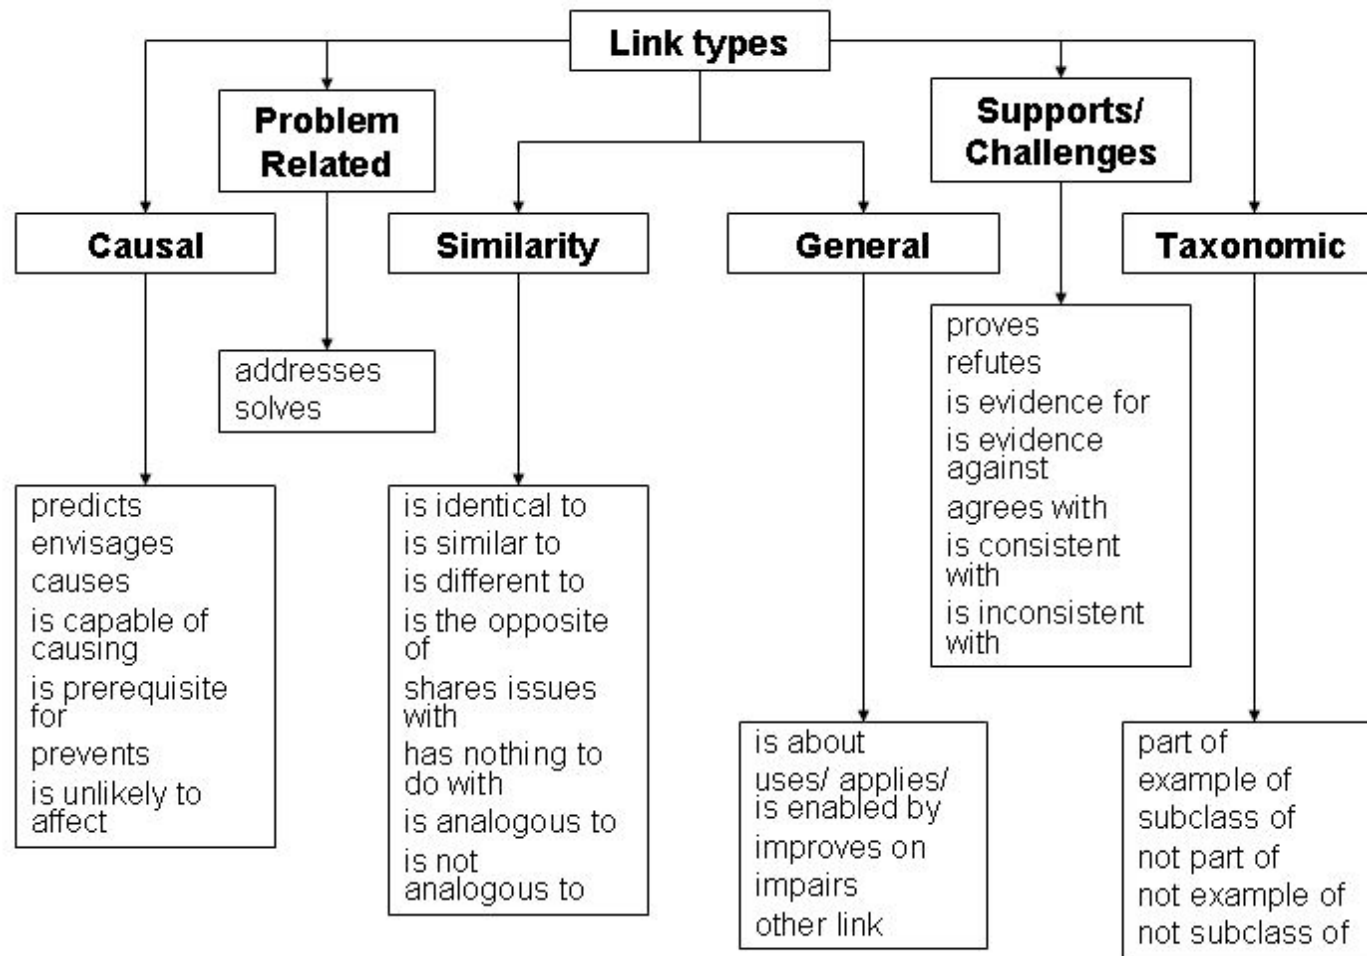 Link types
Problem
Related
Supports/
Challenges
Causal
Similarity
General
Taxonomic
addresses
solves
proves
refutes
is evidence for
is evidence
against
agrees with
is consistent
with
is inconsistent
with
predicts
envisages
causes
is capable of
causing
is prerequisite
for
prevents
is unlikely to
affect
is identical to
is similar to
is different to
is the opposite
of
shares issues
with
has nothing to
do with
is analogous to
is not
analogous to
is about
uses/ applies/
is enabled by
improves on
impairs
other link
part of
example of
subclass of
not part of
not example of
not subclass of